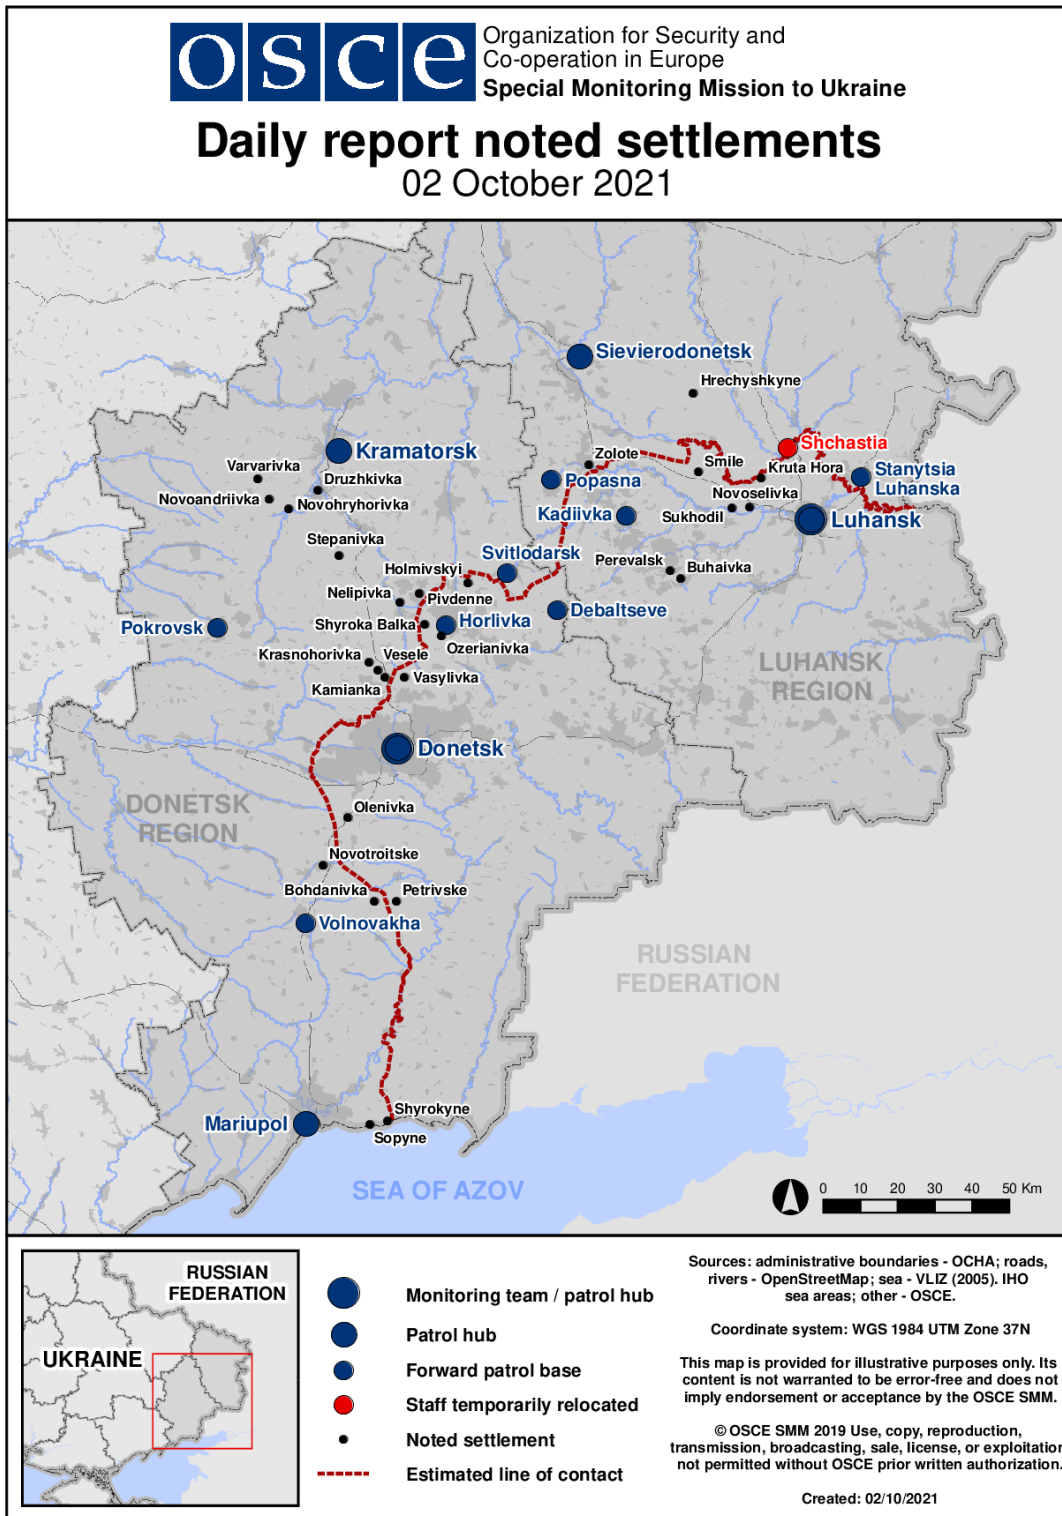 osce
Organization for Security and
Co-operation in Europe
Special Monitoring Mission to Ukraine
Daily report noted settlements
02 October 2021
Sievierodonetsk
Hrechyshkyne
Shchastia
Kramatorsk
Zolote
Smile
Kruta Hora
Varvarivka
Druzhkivka
Popasna
Stanytsia
Luhanska
Novoandriivka
Novohryhorivka
Novoselivka
Kadiivka
Sukhodil
Luhansk
Stepanivka
Svitlodarsk
Holmivskyi
Perevalsk
Buhaivka
Nelipivka
Pivdenne
Debaltseve
Shyroka Balka
Horlivka
Pokrovsk
Ozerianivka
Krasnohorivka
Vesele
Kamianka
Vasylivka
LUHANSK
REGION
Donetsk
DONETSK
REGION
Olenivka
Novotroitske
Bohdanivka
Petrivske
Volnovakha
RUSSIAN
FEDERATION
Shyrokyne
Mariupol
Sopyne
SEA OF AZOV
0 10 20 30 40 50 Km
RUSSIAN
FEDERATION
UKRAINE
Monitoring team / patrol hub
Patrol hub
Forward patrol base
Staff temporarily relocated
Noted settlement
Estimated line of contact
Sources: administrative boundaries - OCHA; roads,
rivers - OpenStreetMap; sea - VLIZ (2005). IHO
sea areas; other - OSCE.
Coordinate system: WGS 1984 UTM Zone 37N
This map is provided for illustrative purposes only. Its
content is not warranted to be error-free and does not
imply endorsement or acceptance by the OSCE SMM.
© OSCE SMM 2019 Use, copy, reproduction,
transmission, broadcasting, sale, license, or exploitation
not permitted without OSCE prior written authorization.
Created: 02/10/2021